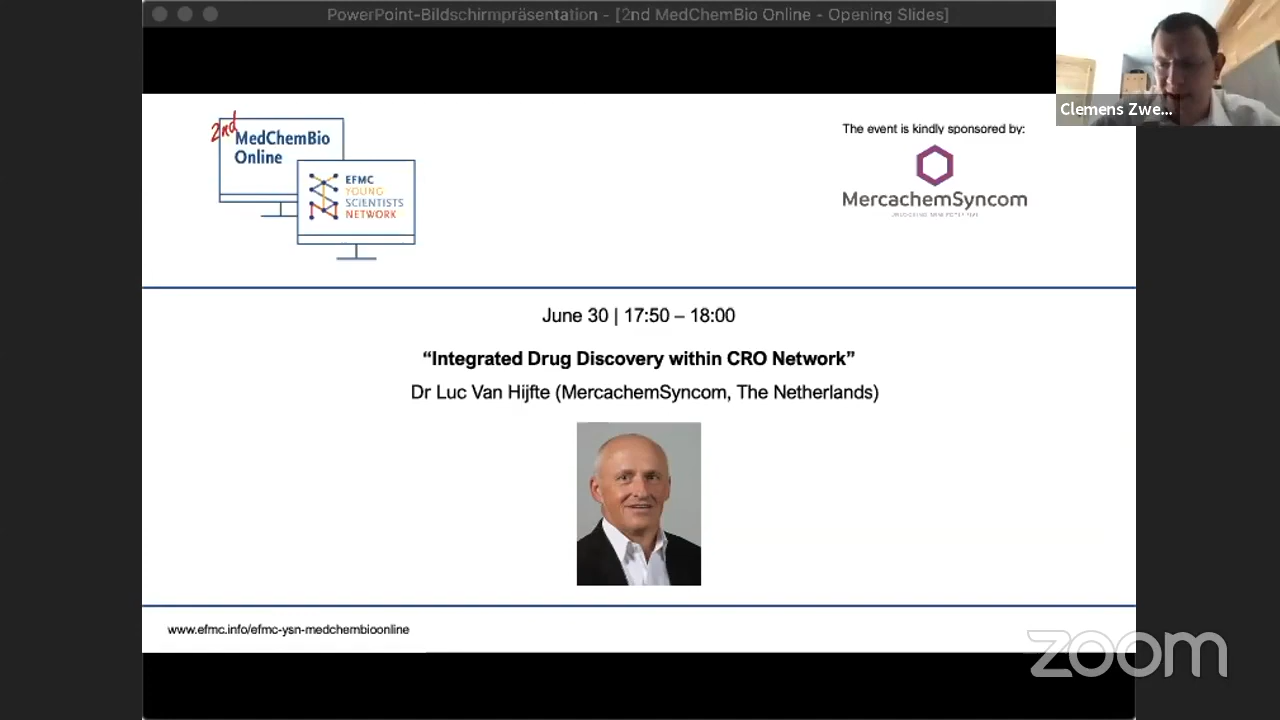 PowerPoint-Bildschirmpräsentation - [2nd MedChemBio Online - Opening Slides]
Clemens Zwe...
2nd
MedChemBio
Online
EFMC
YOUNG
SCIENTISTS
NETWORK
The event is kindly sponsored by:
MercachemSyncom
June 30 | 17:50 – 18:00
“Integrated Drug Discovery within CRO Network”
Dr Luc Van Hijfte (MercachemSyncom, The Netherlands)
www.efmc.info/efmc-ysn-medchembioonline
zoom